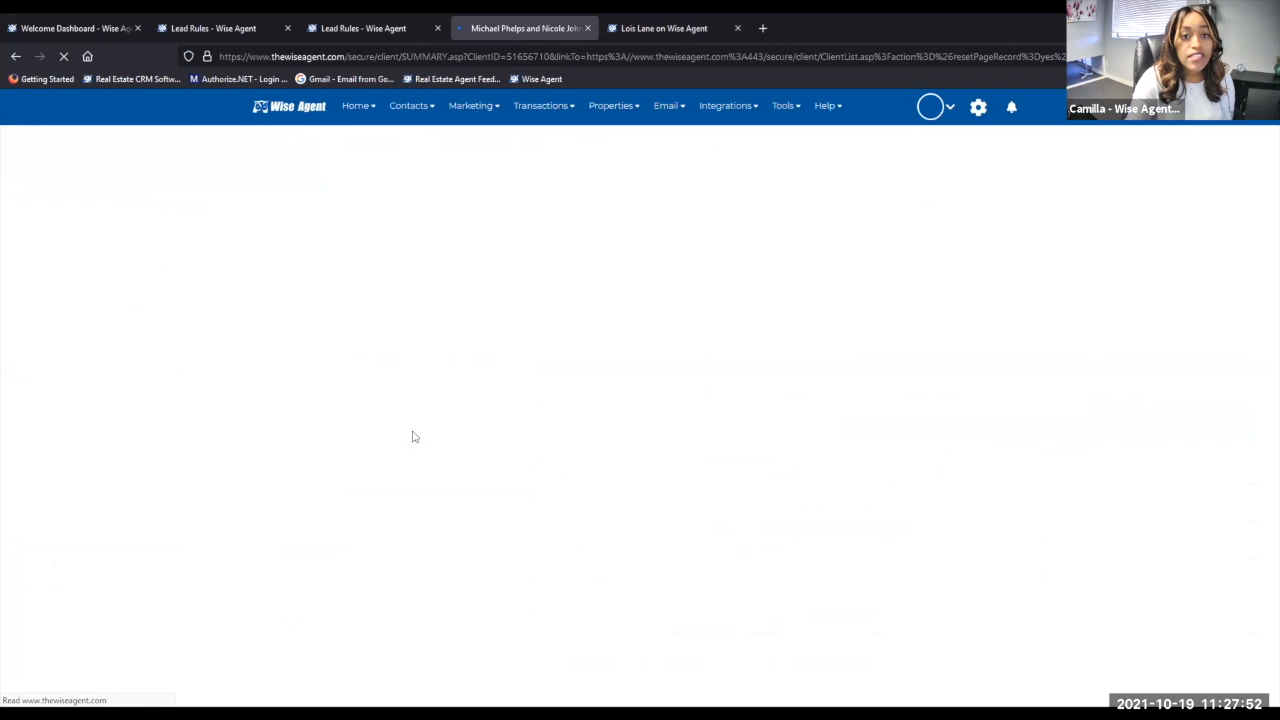 Welcome Dashboard - Wise Ag
Lead Rules - Wise Agent
Lead Rules - Wise Agent
Michael Phelps and Nicole Joh
Lois Lane on Wise Agent
https://www.thewiseagent.com/secure/client/SUMMARY.asp?ClientID=51656710&linkTo=https%3A//www.thewiseagent.com%3A443/secure/client/ClientList.asp%3Faction%3D%26resetPageRecord%3Dyes%2
Getting Started
Real Estate CRM Softw...
Authorize.NET - Login ...
Gmail - Email from Go...
Real Estate Agent Feed...
Wise Agent
Wise Agent
Home
Contacts
Marketing
Transactions
Properties
Email
Integrations
Tools
Help
Camilla - Wise Agent...
Read www.thewiseagent.com
2021-10-19 11:27:52